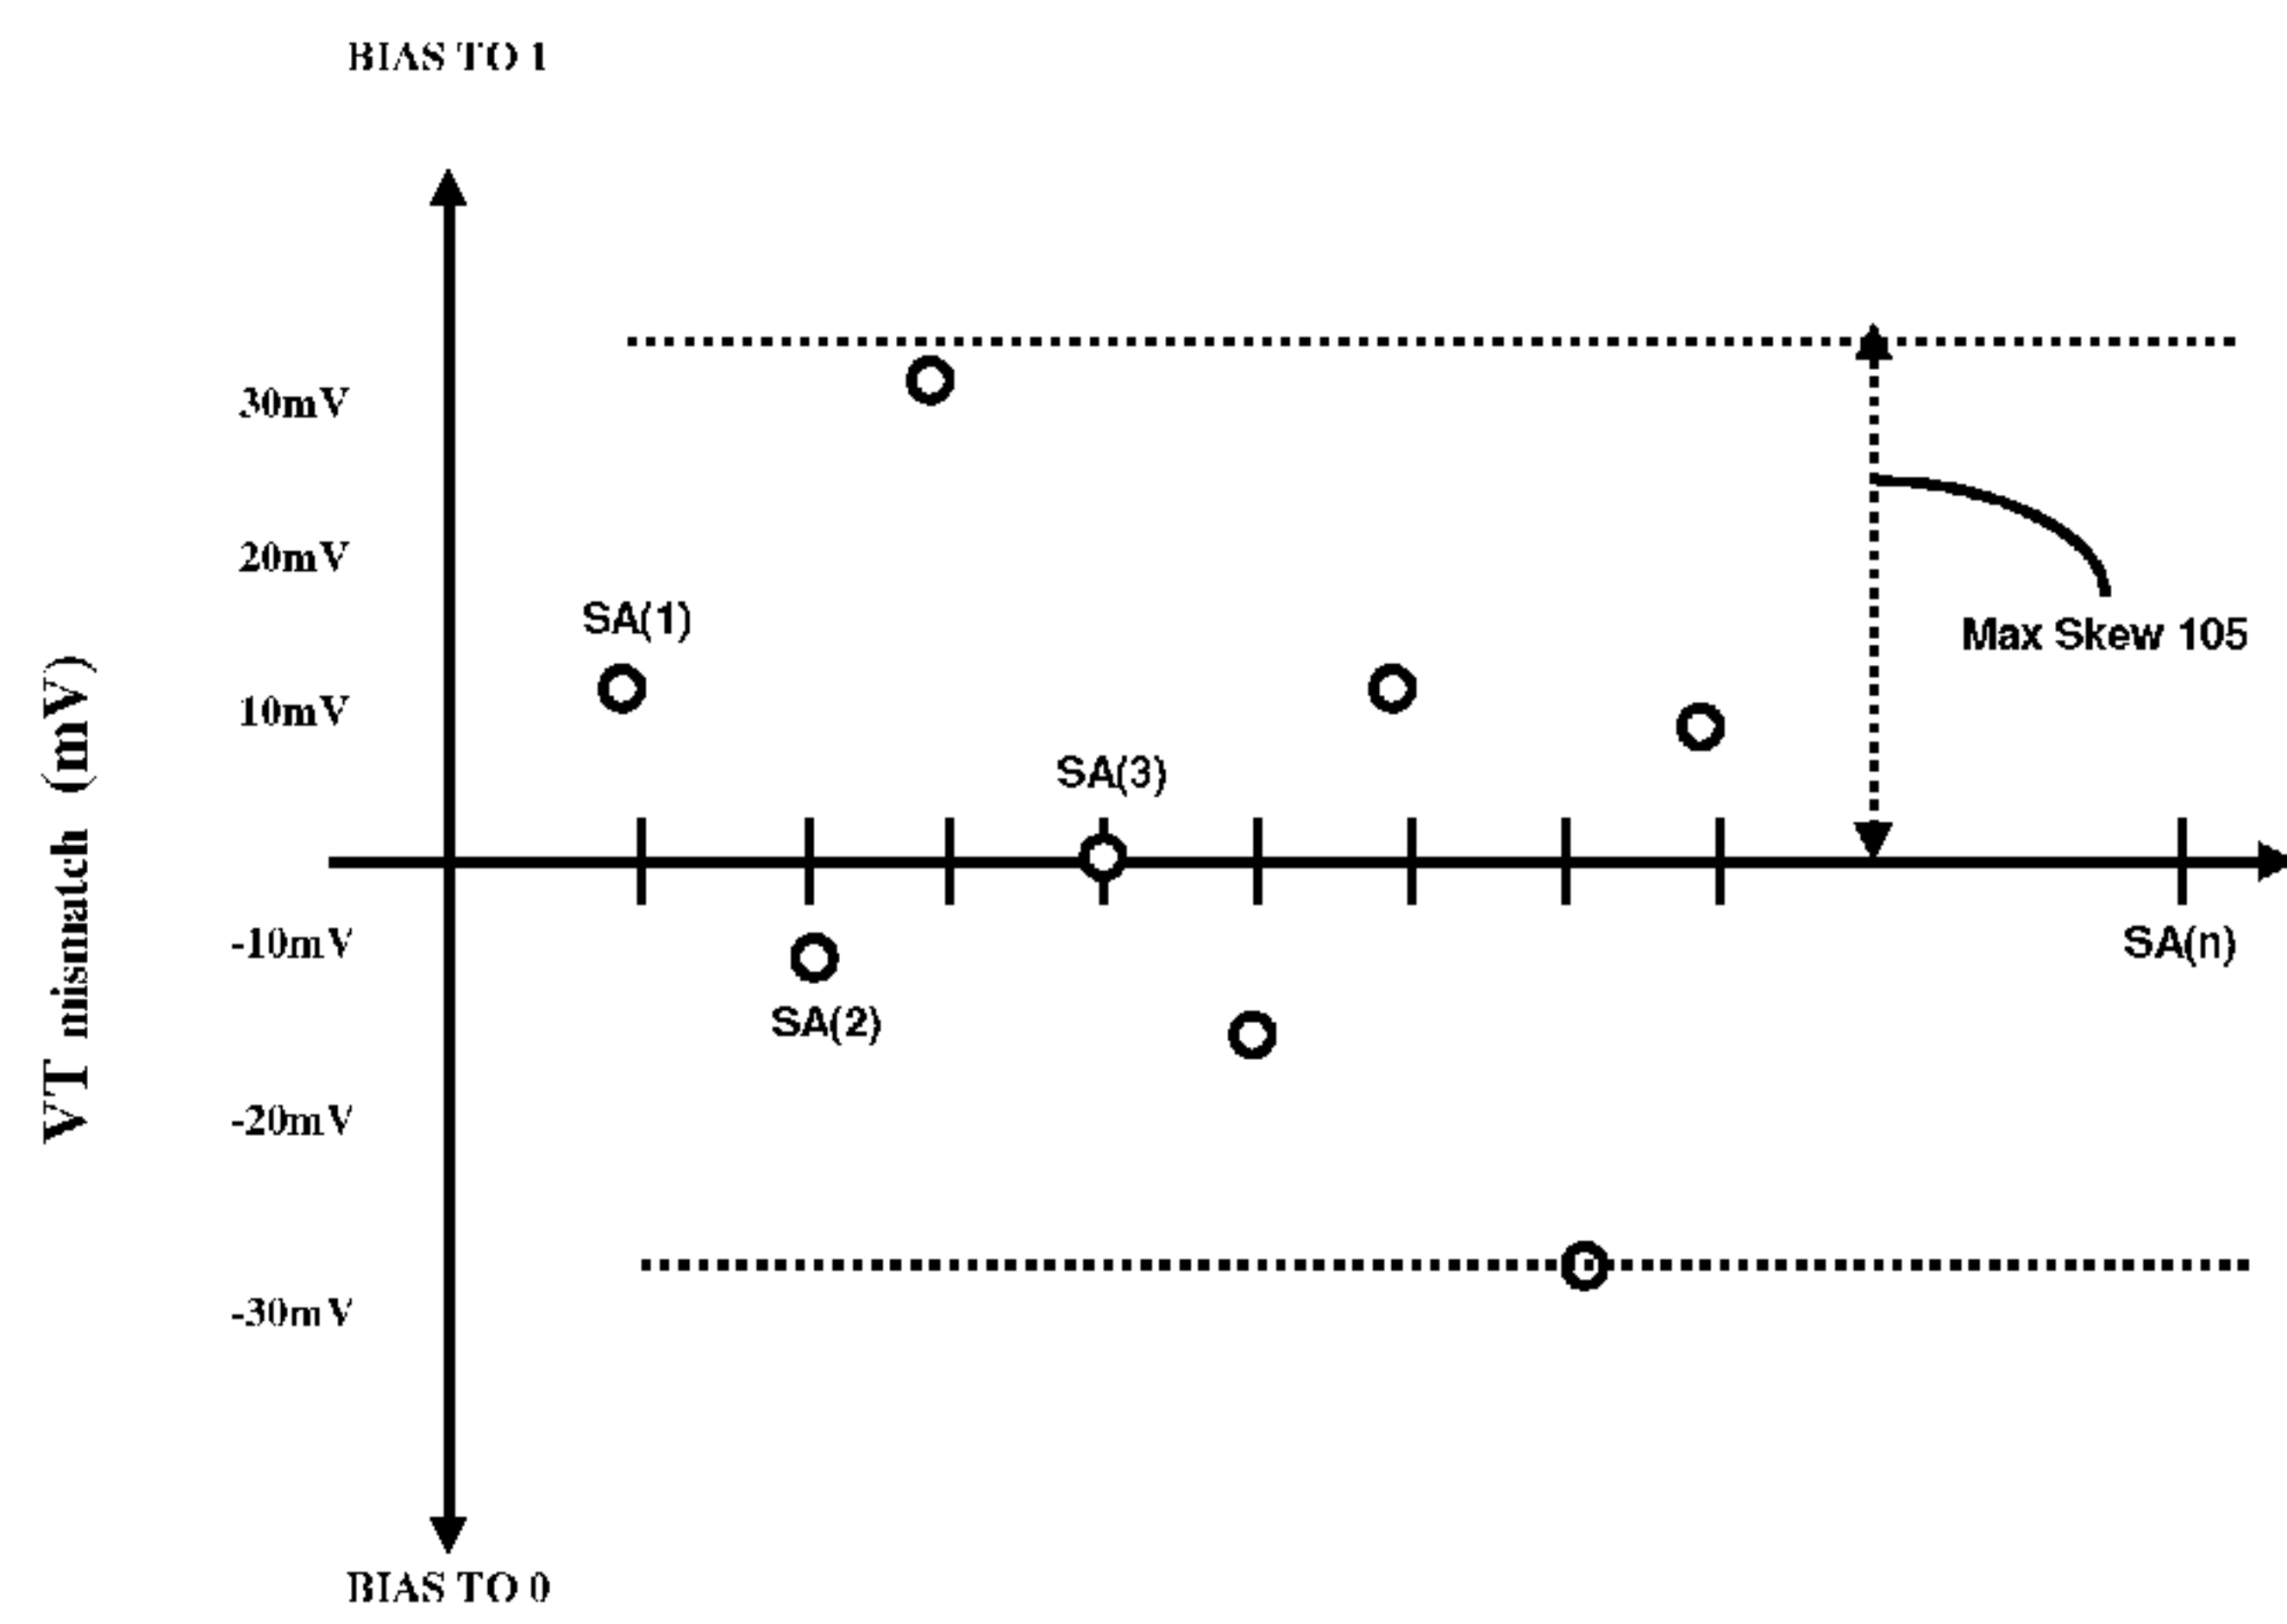 BIAS TO 1
30mV
20mV
SA(1)
Max Skew 105
10mV
SA(3)
VT mismatch (mV)
-10mV
SA(n)
SA(2)
-20mV
-30mV
BIAS TO 0